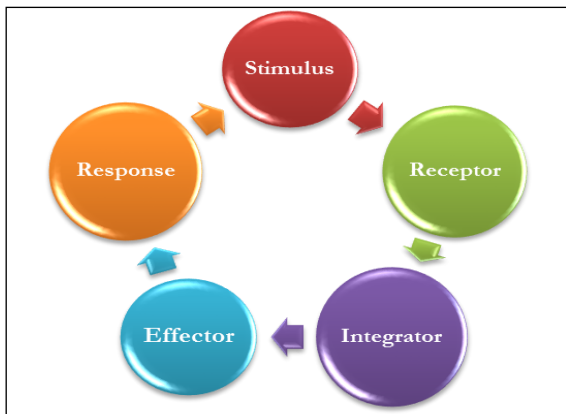 Stimulus
Receptor
Integrator
Effector
Response